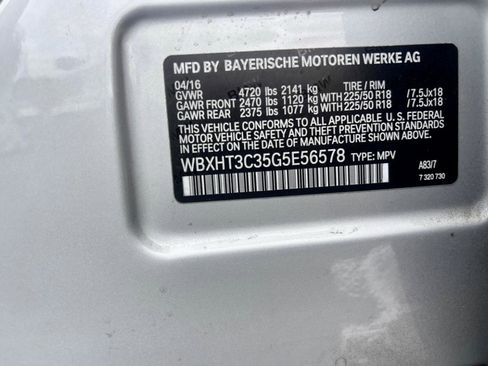 MFD BY BAYERISCHE MOTOREN WERKE AG
04/16
GVWR 4720 lbs 2141 kg TIRE / RIM
GAWR FRONT 2470 lbs 1120 kg WITH 225/50 R18 /7.5Jx18
GAWR REAR 2375 lbs 1077 kg WITH 225/50 R18 /7.5Jx18
THIS VEHICLE CONFORMS TO ALL APPLICABLE U. S. FEDERAL
MOTOR VEHICLE SAFETY AND THEFT PREVENTION STANDARDS
IN EFFECT ON THE DATE OF MANUFACTURE SHOWN ABOVE.
WBXHT3C35G5E56578 TYPE: MPV
A83/7
7 320 730